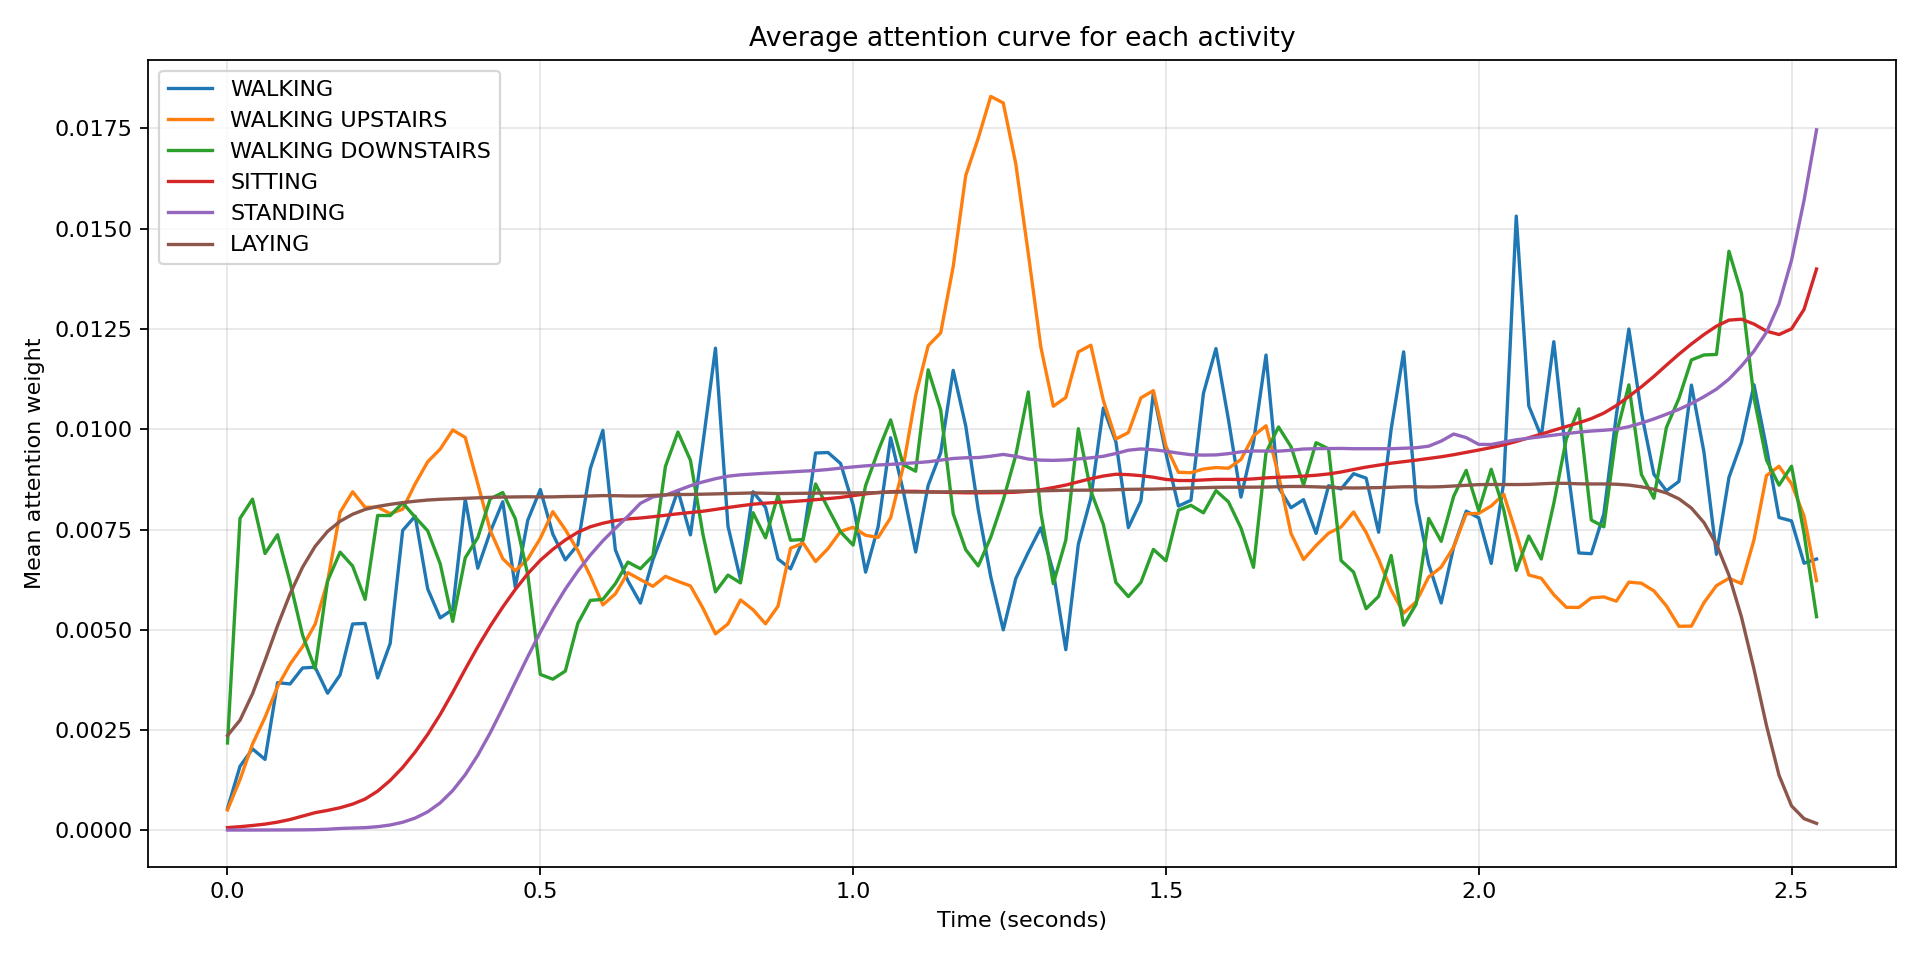 Average attention curve for each activity
WALKING
WALKING UPSTAIRS
WALKING DOWNSTAIRS
SITTING
STANDING
LAYING
Mean attention weight
0.0175
0.0150
0.0125
0.0100
0.0075
0.0050
0.0025
0.0000
0.0 0.5 1.0 1.5 2.0 2.5
Time (seconds)